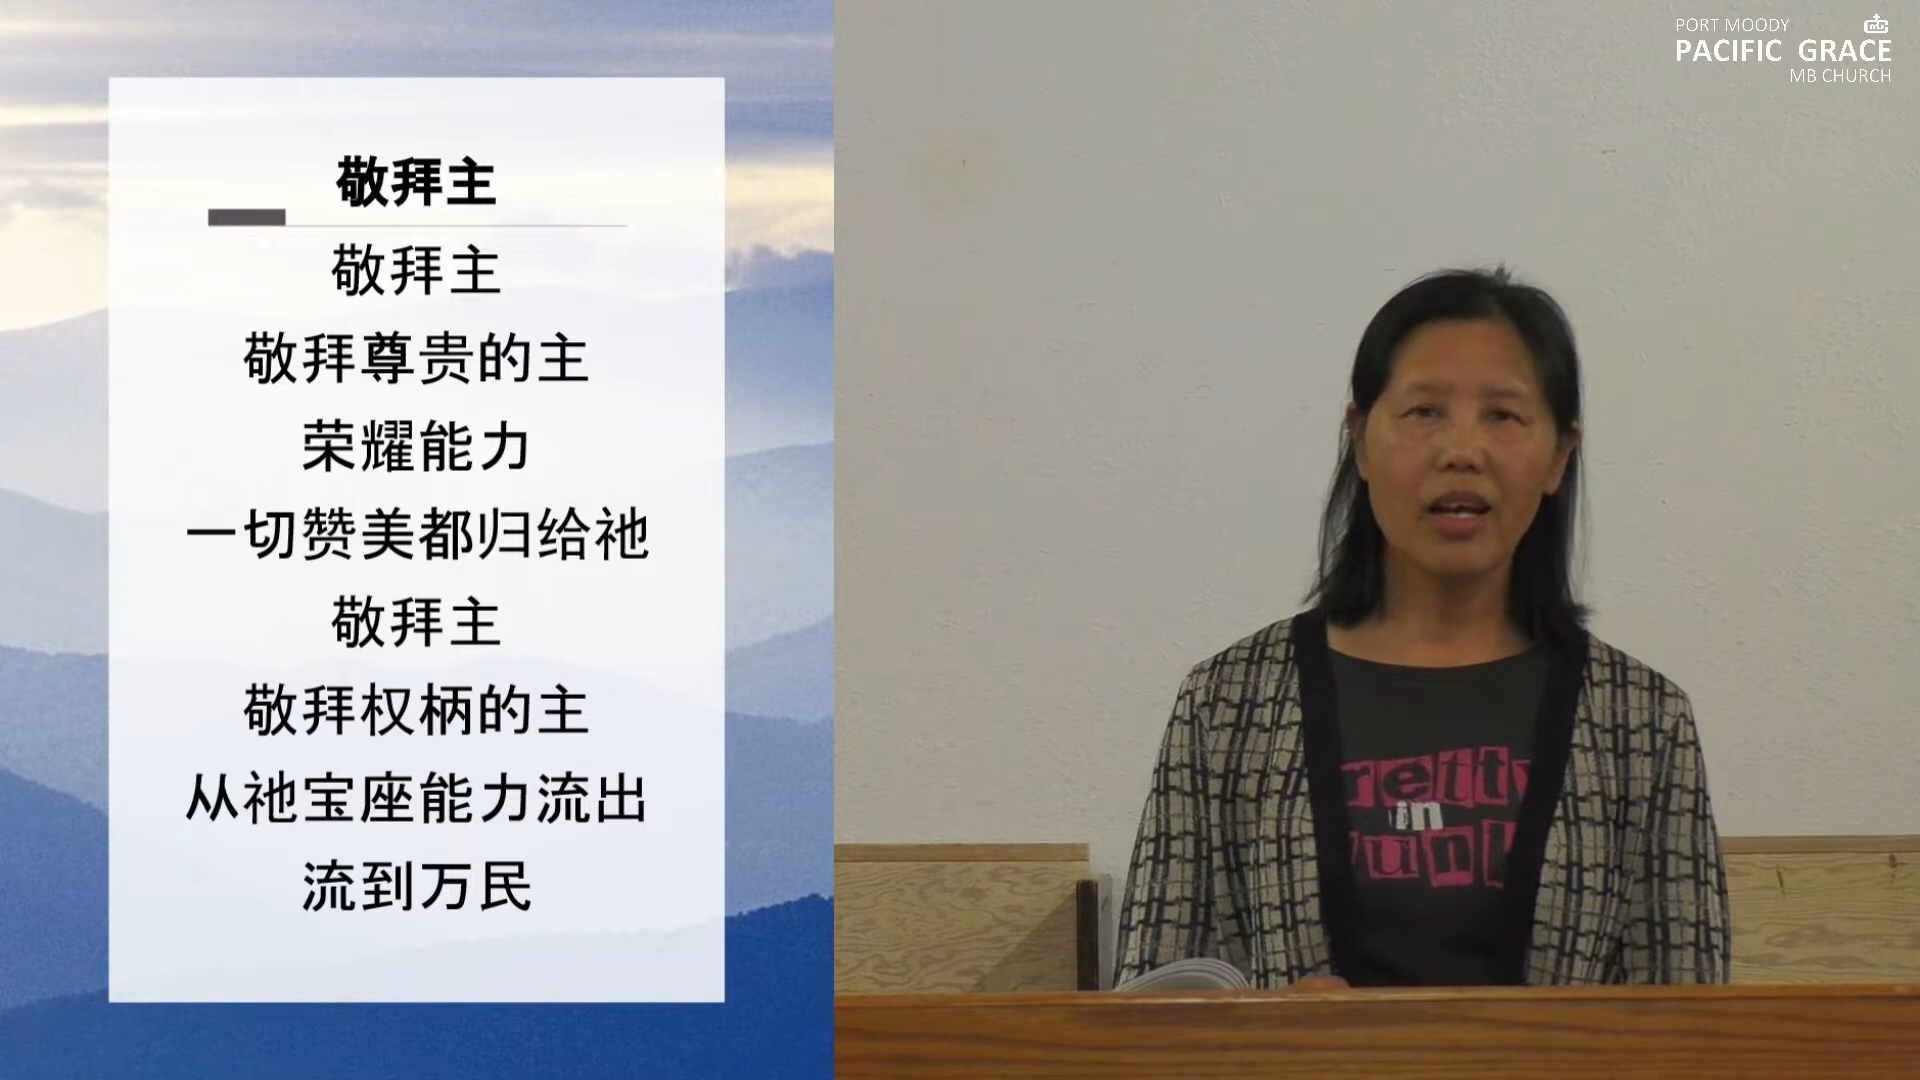 敬拜主
敬拜主
敬拜尊贵的主
荣耀能力
一切赞美都归给祂
敬拜主
敬拜权柄的主
从祂宝座能力流出
流到万民
PORT MOODY
PACIFIC GRACE
MB CHURCH
in